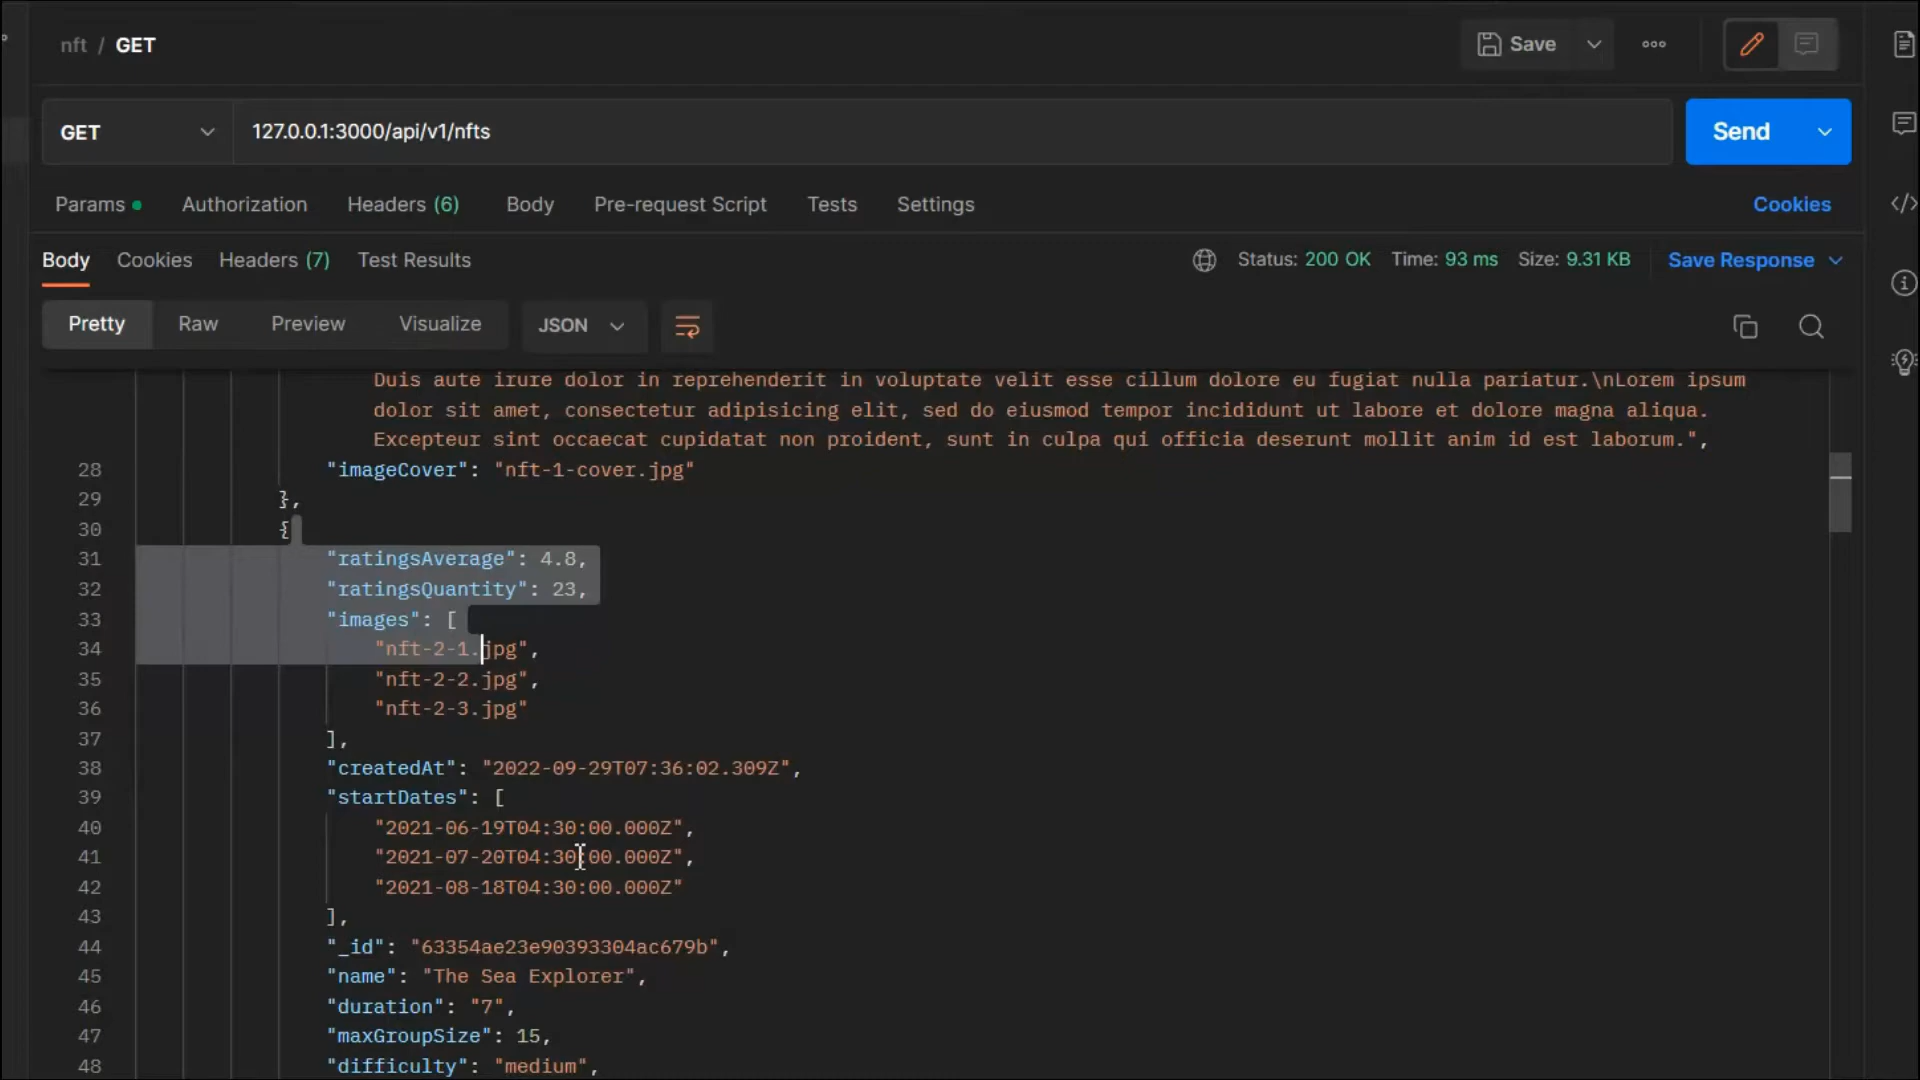 nft / GET
Save
GET
127.0.0.1:3000/api/v1/nfts
Send
Params
Authorization
Headers (6)
Body
Pre-request Script
Tests
Settings
Cookies
Body
Cookies
Headers (7)
Test Results
Status: 200 OK
Time: 93 ms
Size: 9.31 KB
Save Response
Pretty
Raw
Preview
Visualize
JSON
Duis aute irure dolor in reprehenderit in voluptate velit esse cillum dolore eu fugiat nulla pariatur.\nLorem ipsum
dolor sit amet, consectetur adipisicing elit, sed do eiusmod tempor incididunt ut labore et dolore magna aliqua.
Excepteur sint occaecat cupidatat non proident, sunt in culpa qui officia deserunt mollit anim id est laborum.",
28 "imageCover": "nft-1-cover.jpg"
29 },
30 {
31 "ratingsAverage": 4.8,
32 "ratingsQuantity": 23,
33 "images": [
34 "nft-2-1.jpg",
35 "nft-2-2.jpg",
36 "nft-2-3.jpg"
37 ],
38 "createdAt": "2022-09-29T07:36:02.309Z",
39 "startDates": [
40 "2021-06-19T04:30:00.000Z",
41 "2021-07-20T04:30:00.000Z",
42 "2021-08-18T04:30:00.000Z"
43 ],
44 "_id": "63354ae23e90393304ac679b",
45 "name": "The Sea Explorer",
46 "duration": "7",
47 "maxGroupSize": 15,
48 "difficulty": "medium",